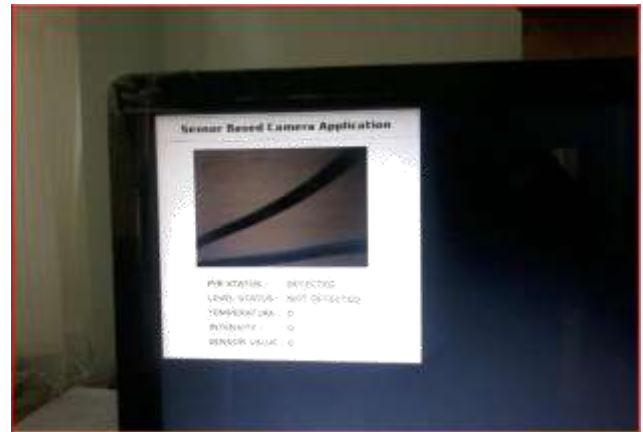 Sensor Based Camera Application
PIR STATUS :- DETECTED
LEVEL STATUS :- NOT DETECTED
TEMPERATURE : 0
INTENSITY : 0
SENSOR VALUE : 0